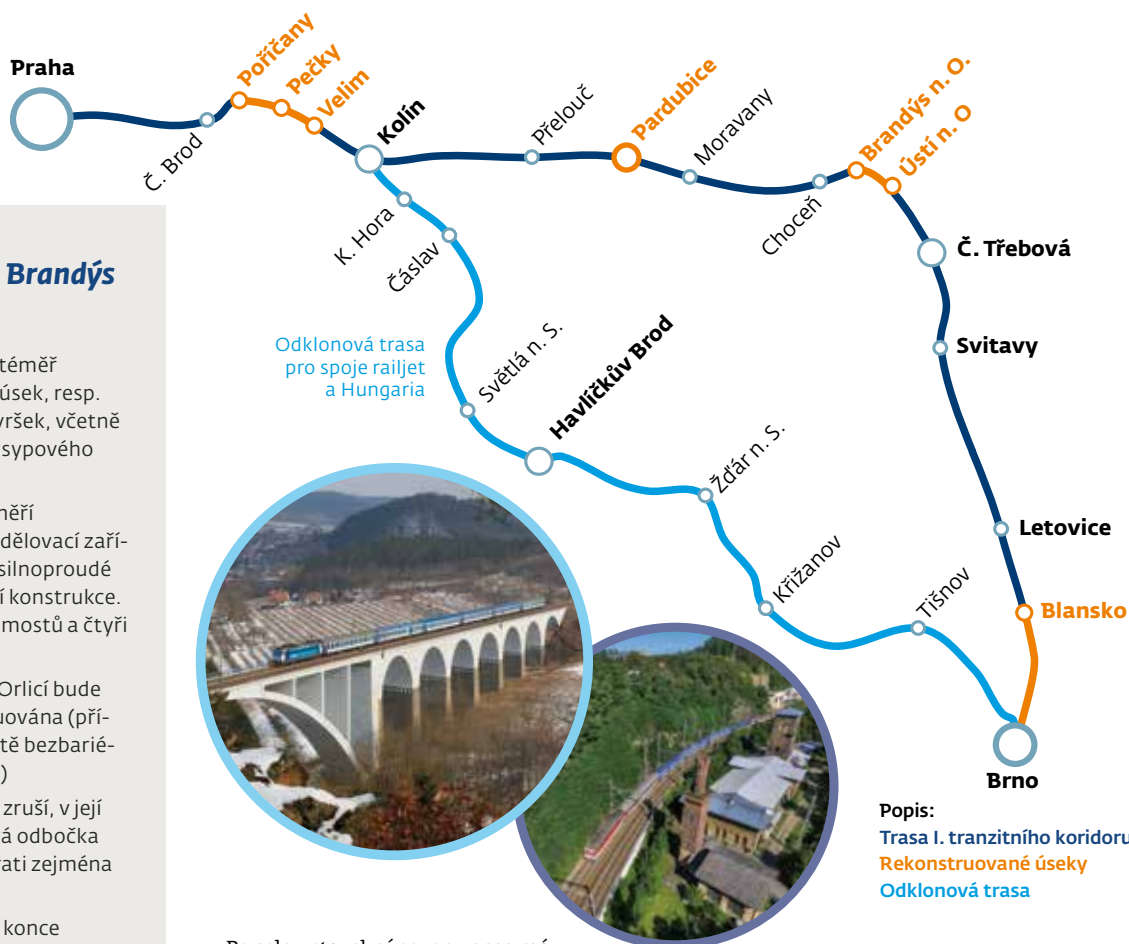 Praha
Č. Brod
Poříčany
Pečky
Velim
Kolín
Přelouč
Pardubice
Moravany
Choceň
Brandýs n. O.
Ústí n. O
Č. Třebová
Svitavy
Letovice
Blansko
Brno
K. Hora
Čáslav
Světlá n. S.
Havlíčkův Brod
Žďár n. S.
Křižanov
Tišnov
Odklonová trasa
pro spoje railjet
a Hungaria
Popis:
Trasa I. tranzitního koridoru
Rekonstruované úseky
Odklonová trasa
Brandýs
téměř
úsek, resp.
vršek, včetně
sypového
měří
dělovací zaří-
silnoproudé
í konstrukce.
mostů a čtyři
Orlicí bude
uována (pří-
tě bezbarié-
)
zruší, v její
á odbočka
rati zejména
konce